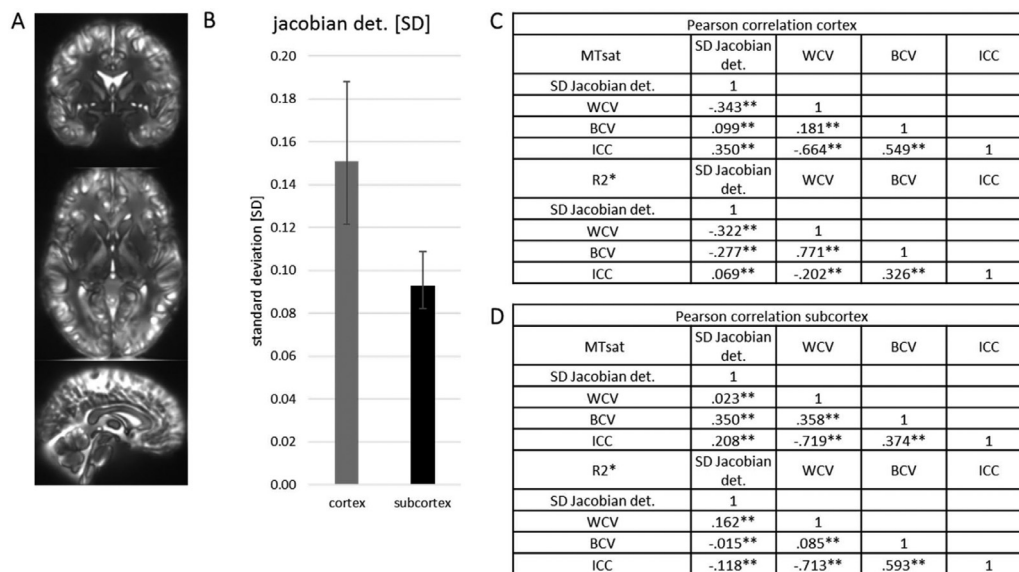 A
B
jacobian det. [SD]
standard deviation [SD]
0.20
0.18
0.16
0.14
0.12
0.10
0.08
0.06
0.04
0.02
0.00
cortex subcortex
C
Pearson correlation cortex
MTsat SD Jacobian det. WCV BCV ICC
SD Jacobian det. 1
WCV -.343** 1
BCV .099** .181** 1
ICC .350** -.664** .549** 1
R2* SD Jacobian det. WCV BCV ICC
SD Jacobian det. 1
WCV -.322** 1
BCV -.277** .771** 1
ICC .069** -.202** .326** 1
D
Pearson correlation subcortex
MTsat SD Jacobian det. WCV BCV ICC
SD Jacobian det. 1
WCV .023** 1
BCV .350** .358** 1
ICC .208** -.719** .374** 1
R2* SD Jacobian det. WCV BCV ICC
SD Jacobian det. 1
WCV .162** 1
BCV -.015** .085** 1
ICC -.118** -.713** .593** 1